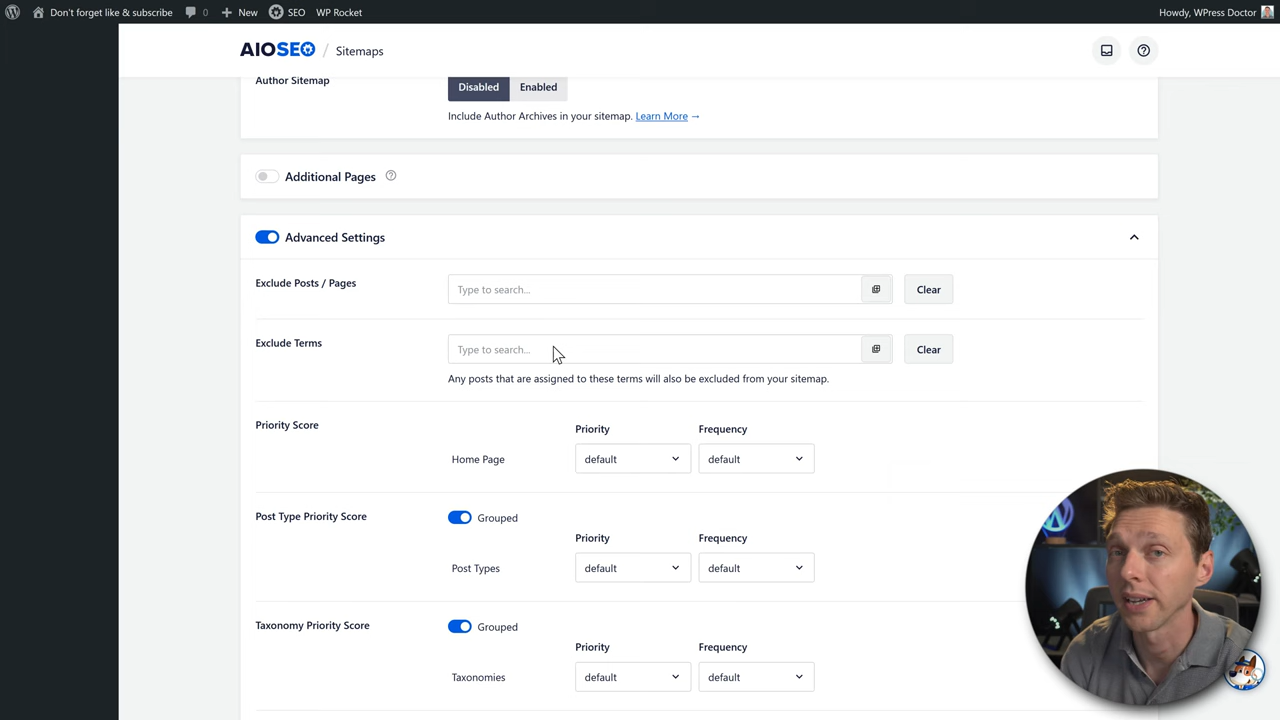 Don't forget like & subscribe 0 New SEO WP Rocket Howdy, WPress Doctor
AIOSEO / Sitemaps
Author Sitemap Disabled Enabled
Include Author Archives in your sitemap. Learn More →
Additional Pages
Advanced Settings
Exclude Posts / Pages Type to search... Clear
Exclude Terms Type to search... Clear
Any posts that are assigned to these terms will also be excluded from your sitemap.
Priority Score Priority Frequency
Home Page default default
Post Type Priority Score Grouped
Priority Frequency
Post Types default default
Taxonomy Priority Score Grouped
Priority Frequency
Taxonomies default default